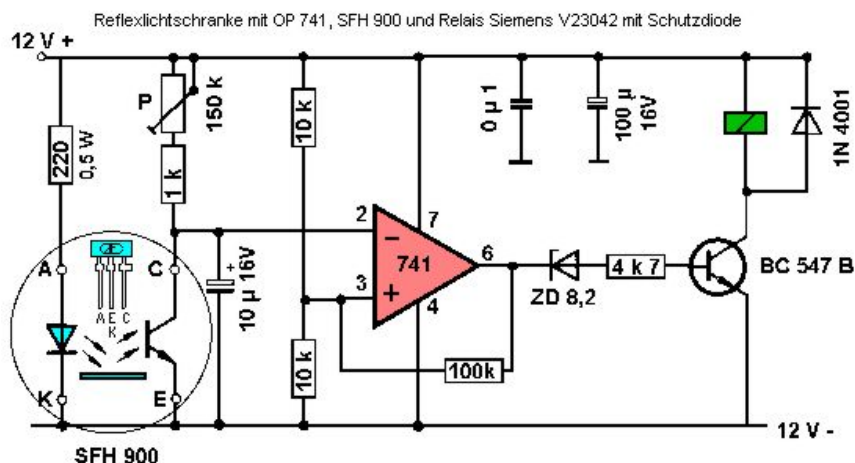 Reflexlichtschranke mit OP 741, SFH 900 und Relais Siemens V23042 mit Schutzdiode
12 V +
P
150 k
220
0,5 W
1 k
10 k
0 µ 1
100 µ
16V
1N 4001
2
7
741
6
3
4
A
C
A E C
K
10 µ 16V
+
ZD 8,2
4 k 7
BC 547 B
10 k
100k
K
E
12 V -
SFH 900